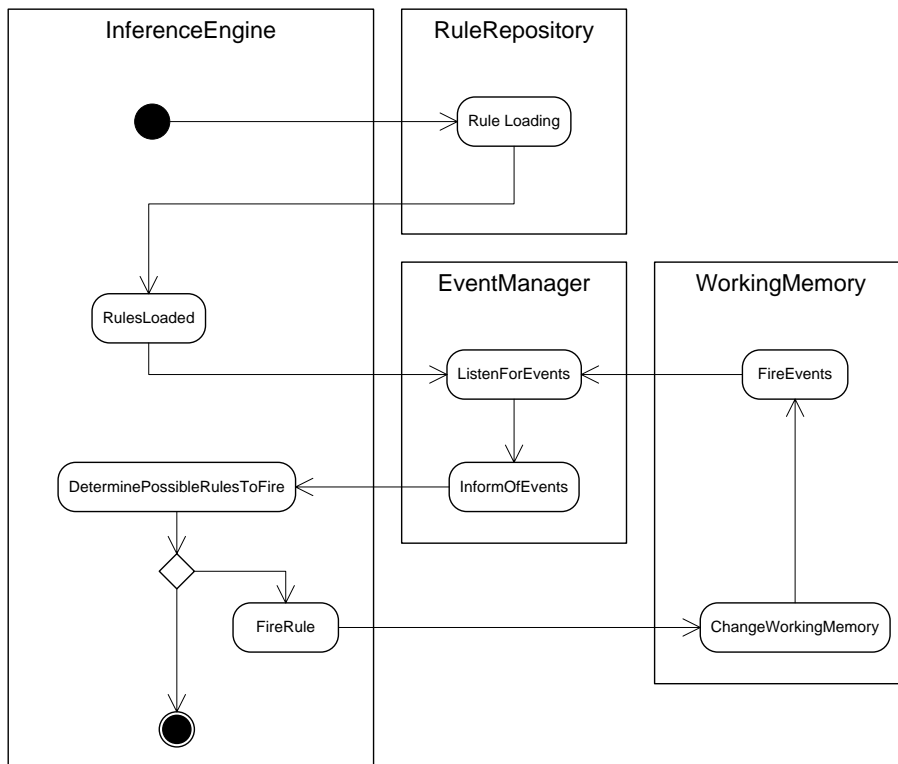 InferenceEngine
RuleRepository
Rule Loading
RulesLoaded
EventManager
WorkingMemory
ListenForEvents
FireEvents
DeterminePossibleRulesToFire
InformOfEvents
FireRule
ChangeWorkingMemory